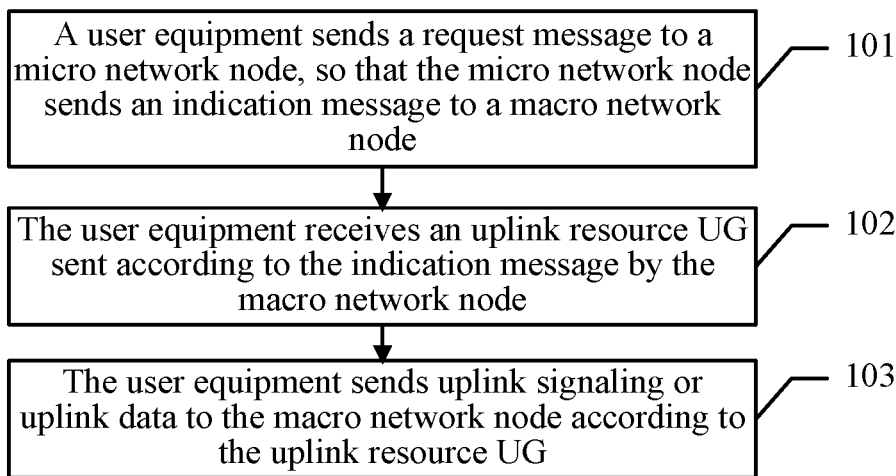 A user equipment sends a request message to a
micro network node, so that the micro network node
sends an indication message to a macro network
node
101
The user equipment receives an uplink resource UG
sent according to the indication message by the
macro network node
102
The user equipment sends uplink signaling or
uplink data to the macro network node according to
the uplink resource UG
103